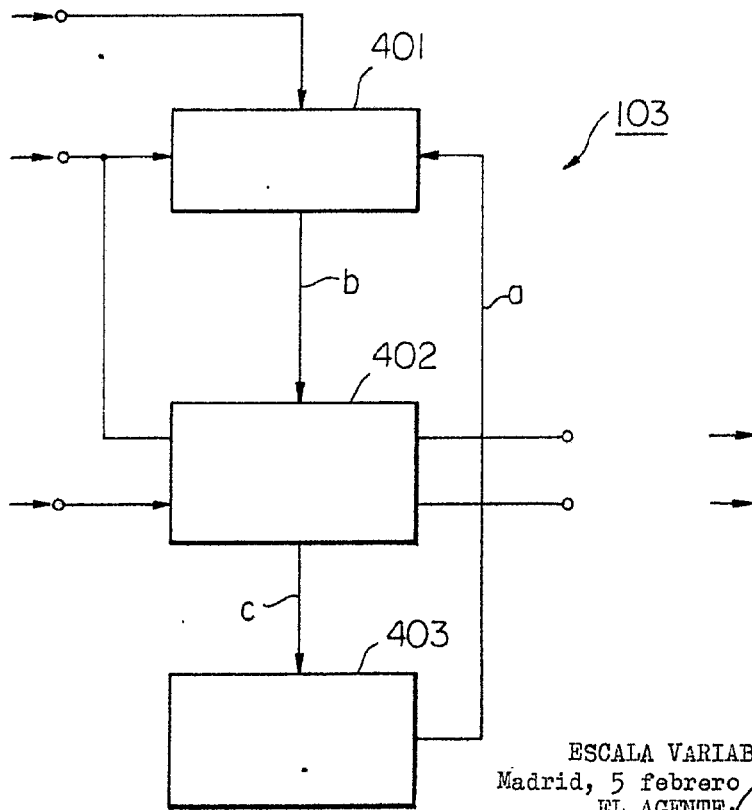 401
103
b
a
402
c
403
ESCALA VARIAB
Madrid, 5 febrero
EL AGENTE